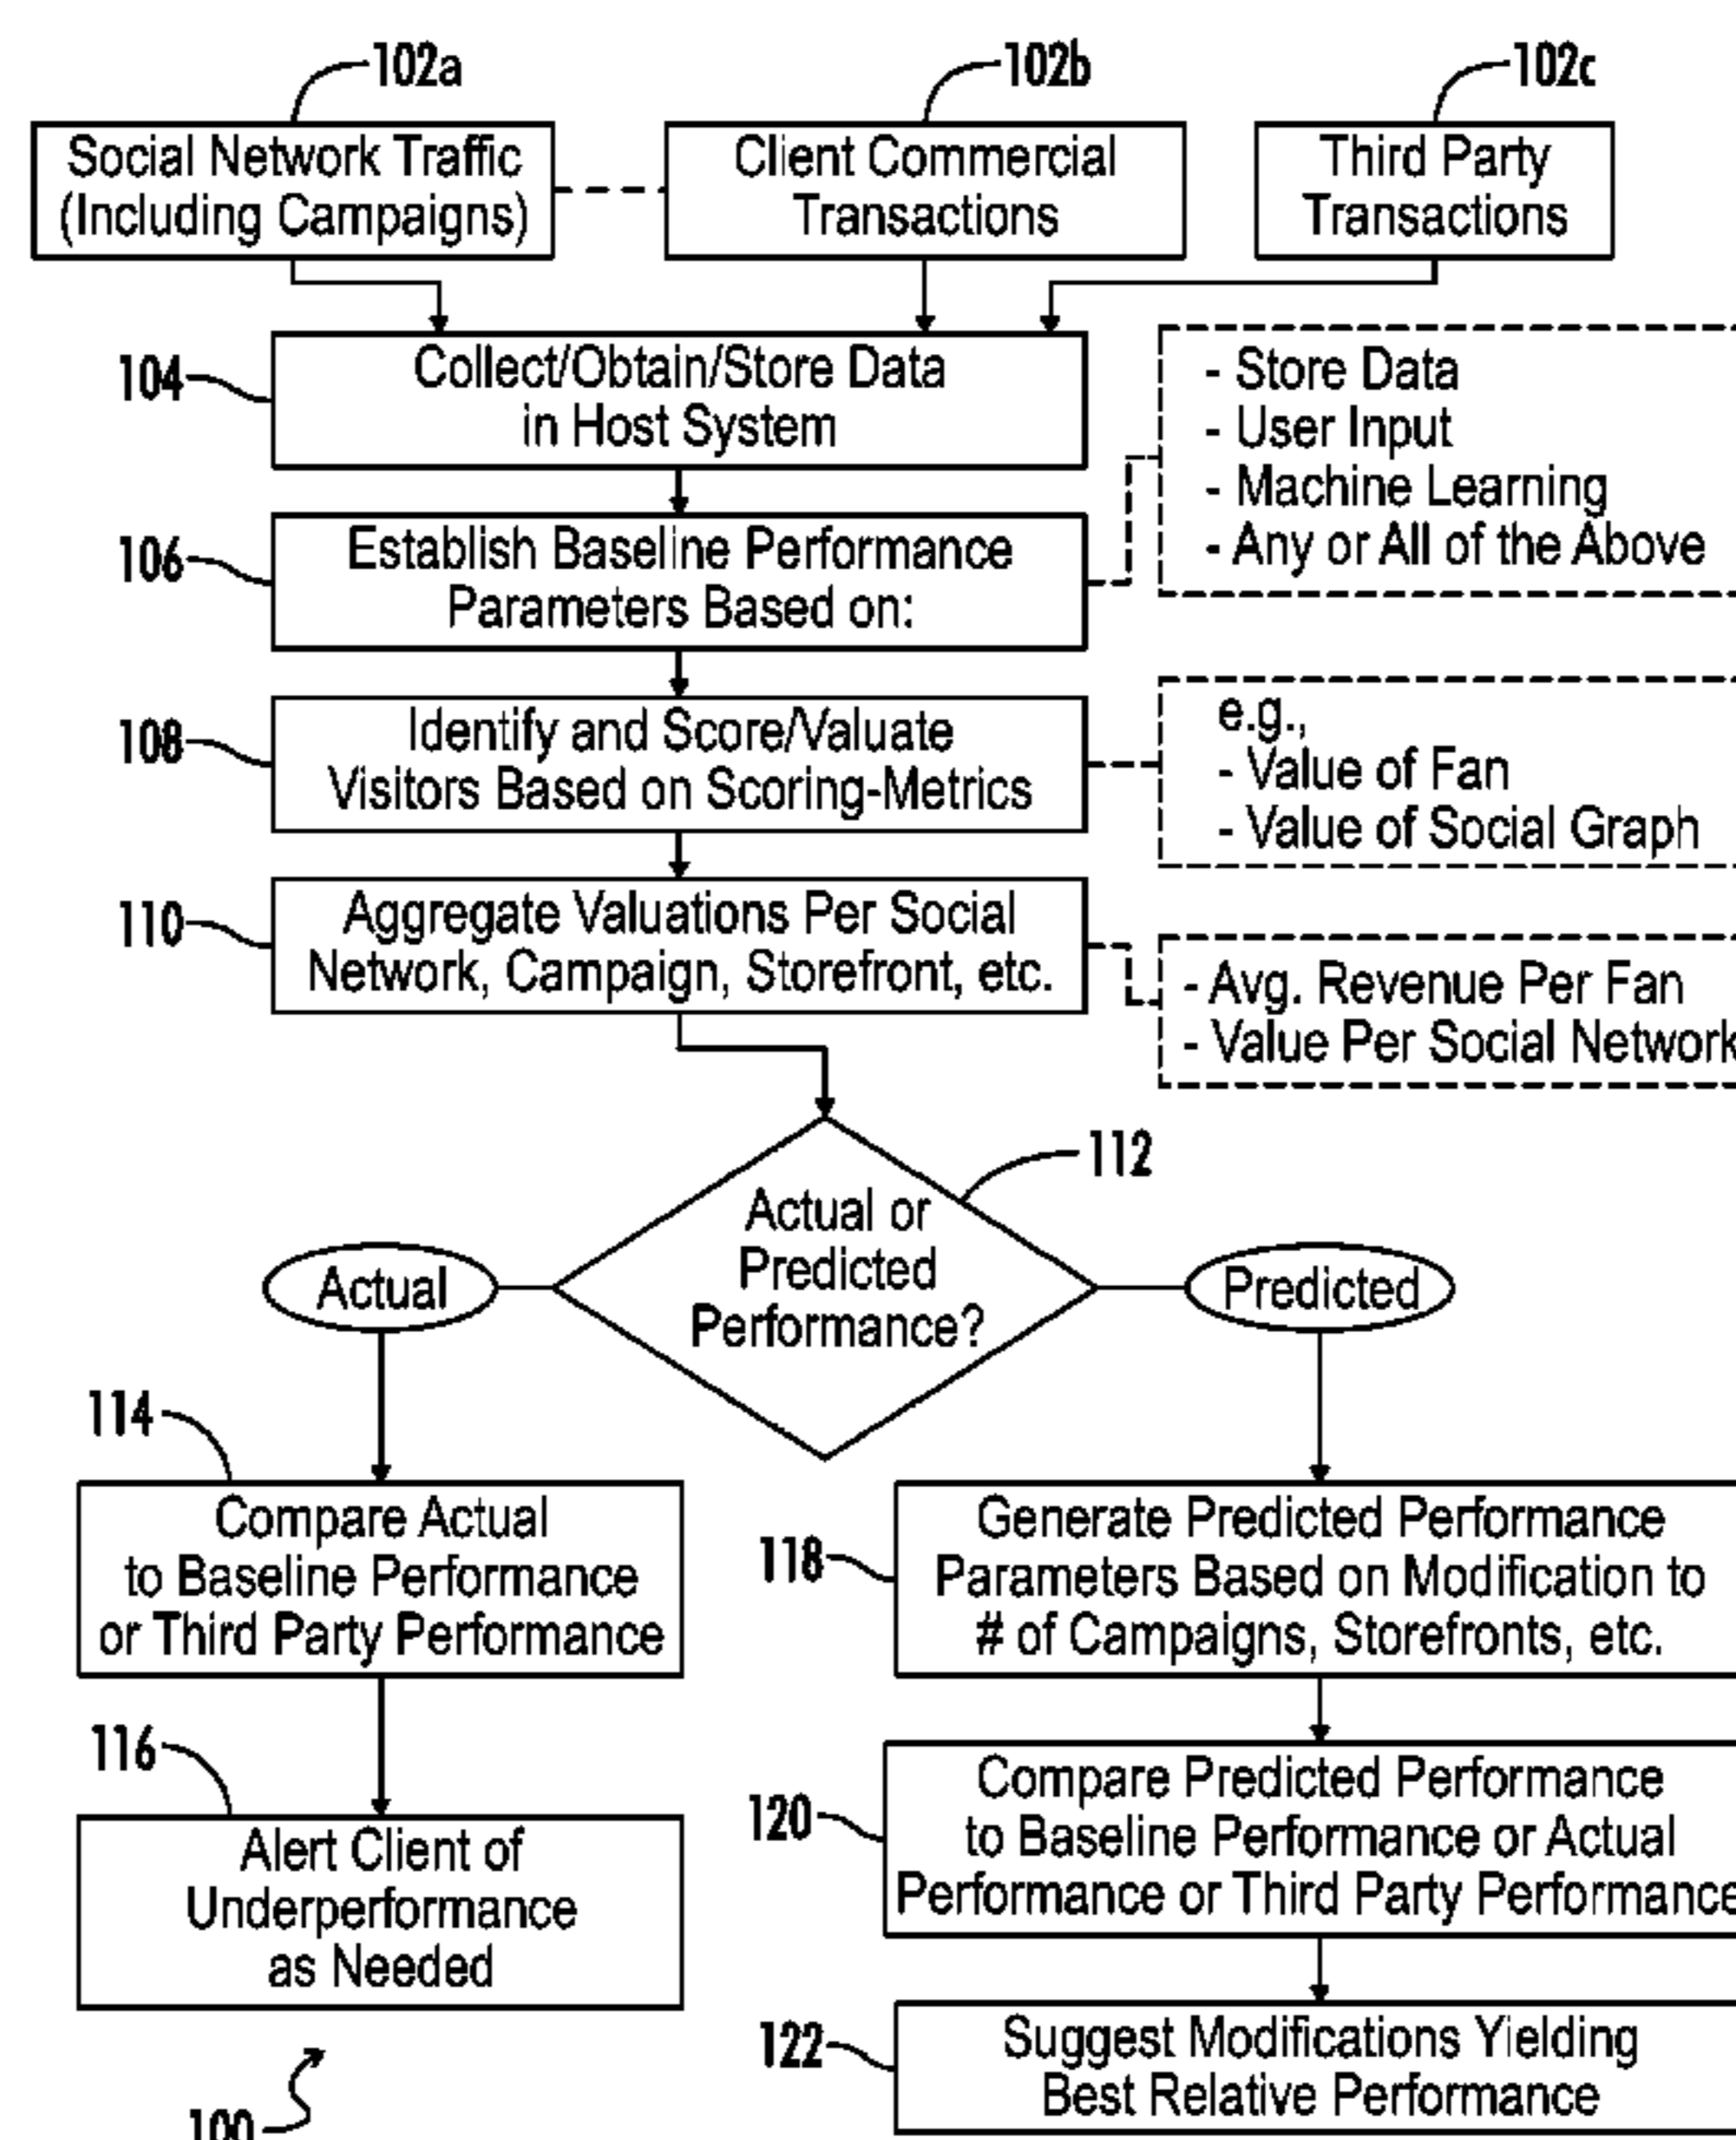 102a
102b
102c
Social Network Traffic
(Including Campaigns)
Client Commercial
Transactions
Third Party
Transactions
104
Collect/Obtain/Store Data
in Host System
- Store Data
- User Input
- Machine Learning
- Any or All of the Above
106
Establish Baseline Performance
Parameters Based on:
108
Identify and Score/Valuate
Visitors Based on Scoring-Metrics
e.g.,
- Value of Fan
- Value of Social Graph
110
Aggregate Valuations Per Social
Network, Campaign, Storefront, etc.
- Avg. Revenue Per Fan
- Value Per Social Network
112
Actual or
Predicted
Performance?
Actual
Predicted
114
Compare Actual
to Baseline Performance
or Third Party Performance
118
Generate Predicted Performance
Parameters Based on Modification to
# of Campaigns, Storefronts, etc.
116
Alert Client of
Underperformance
as Needed
120
Compare Predicted Performance
to Baseline Performance or Actual
Performance or Third Party Performance
122
Suggest Modifications Yielding
Best Relative Performance
100